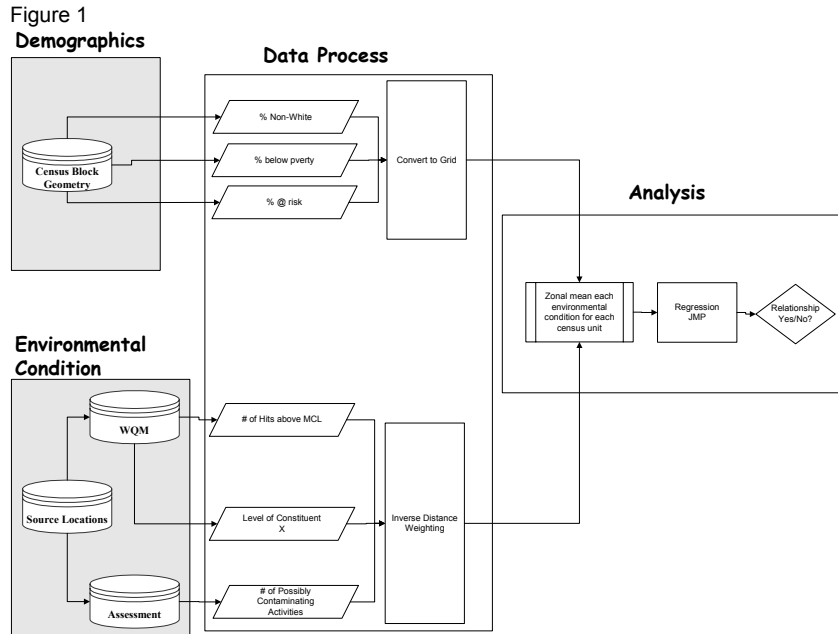 Figure 1
Demographics
Data Process
Census Block
Geometry
% Non-White
% below pverty
% @ risk
Convert to Grid
Analysis
Zonal mean each
environmental
condition for each
census unit
Regression
JMP
Relationship
Yes/No?
Environmental
Condition
WQM
Source Locations
Assessment
# of Hits above MCL
Level of Constituent
X
# of Possibly
Contaminating
Activities
Inverse Distance
Weighting